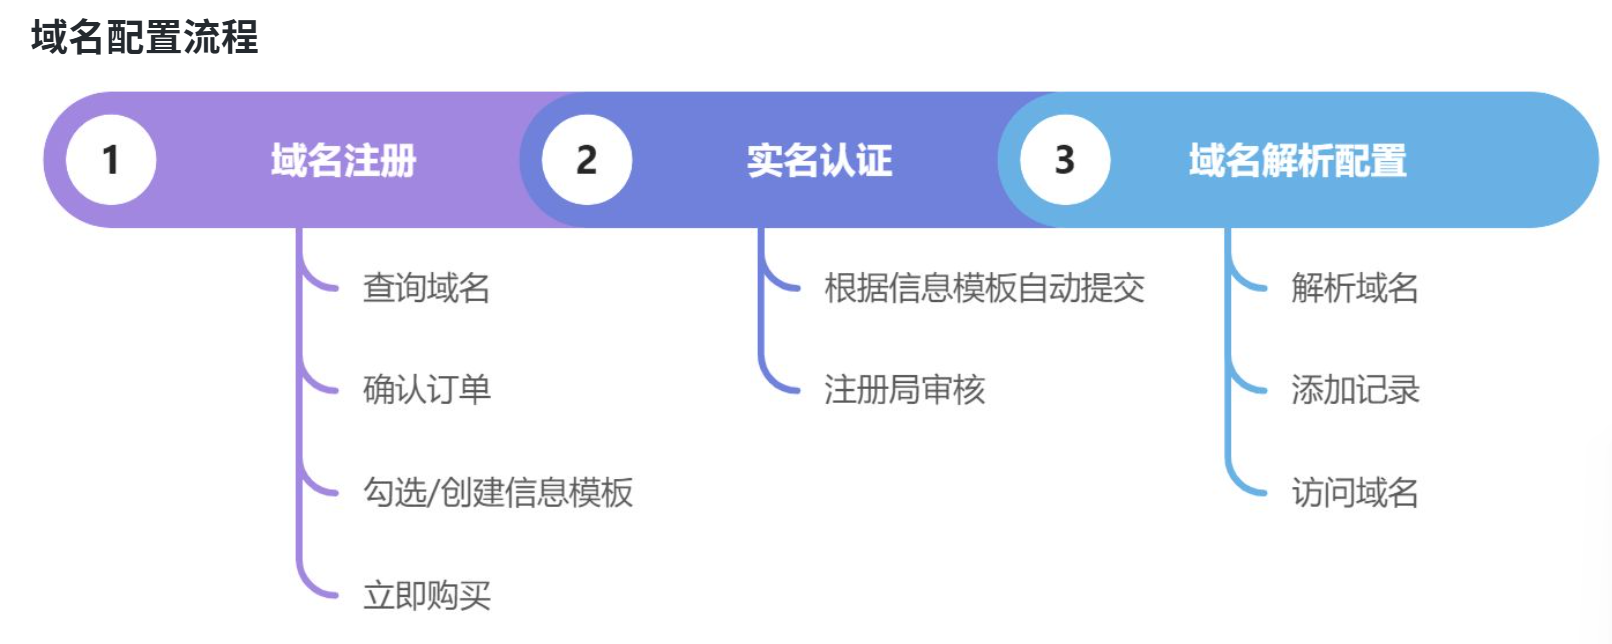 域名配置流程
1 域名注册
2 实名认证
3 域名解析配置
查询域名
确认订单
勾选/创建信息模板
立即购买
根据信息模板自动提交
注册局审核
解析域名
添加记录
访问域名